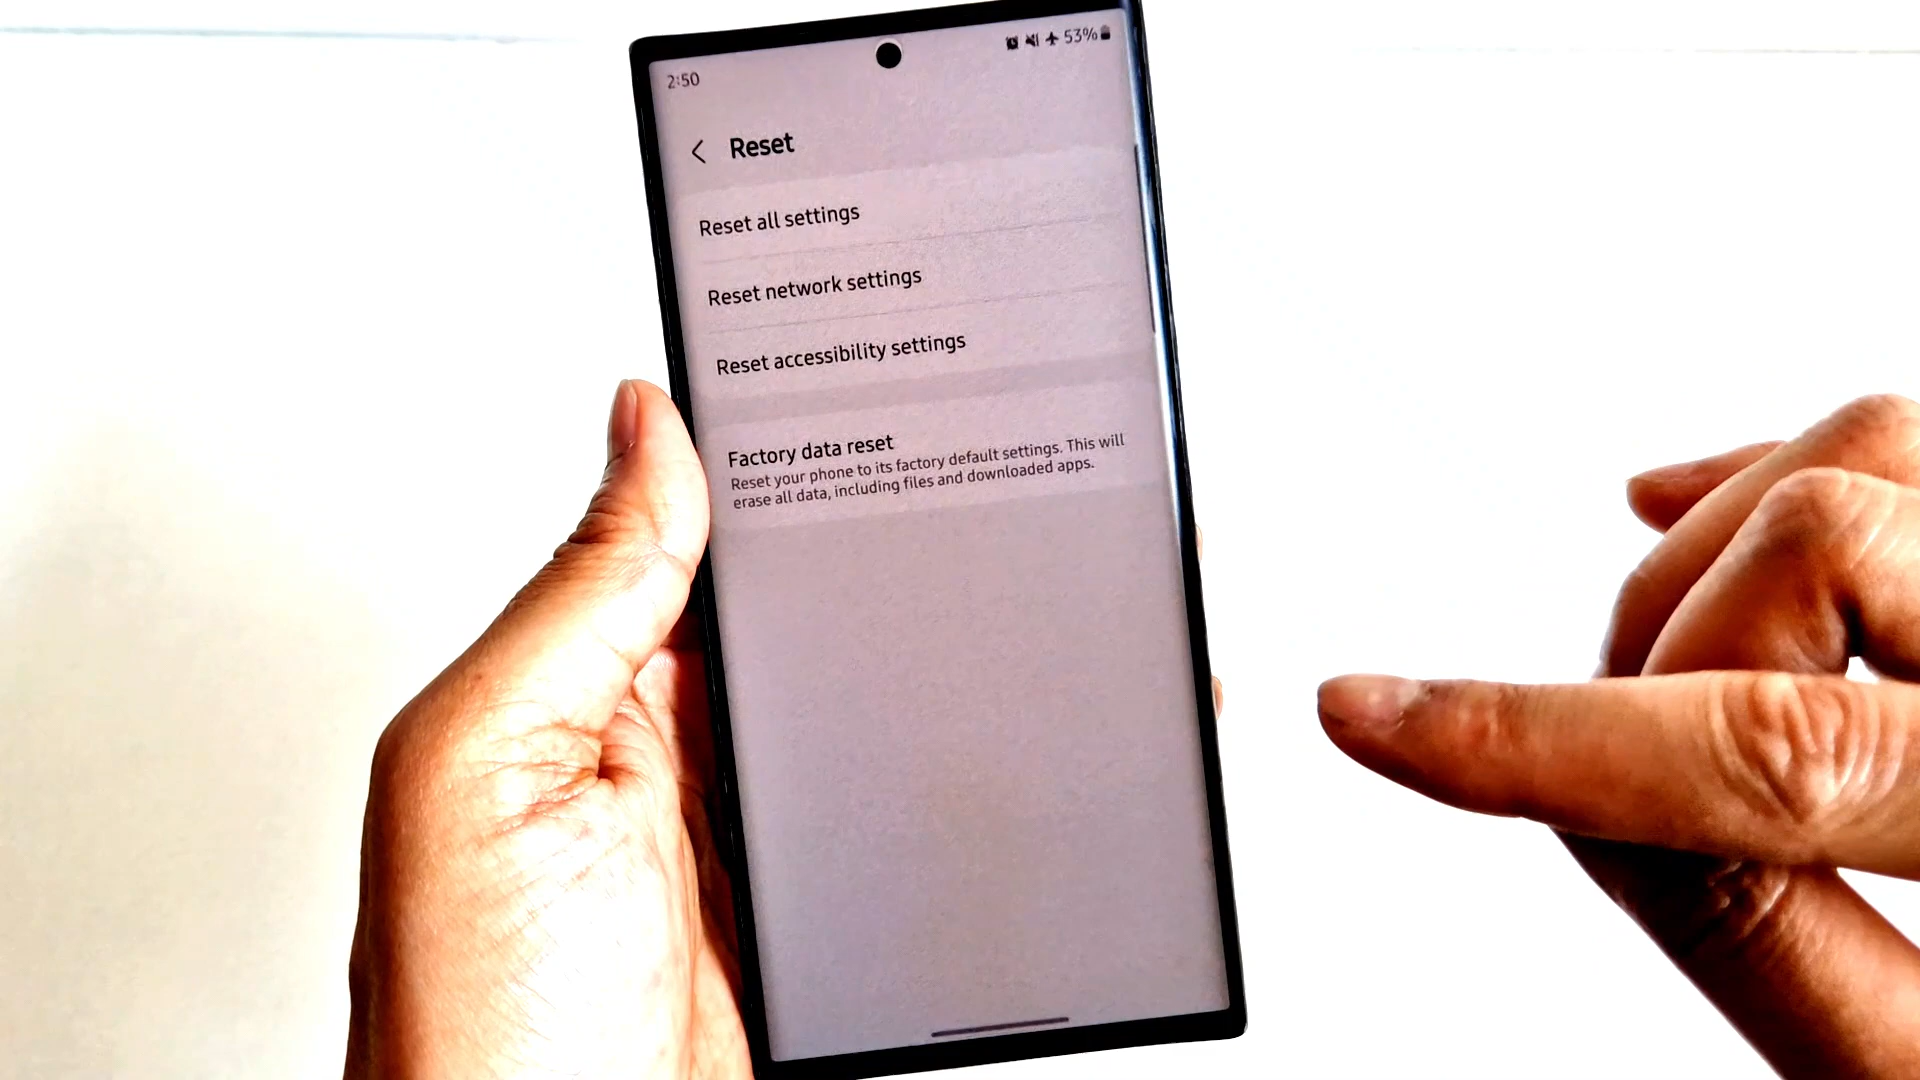 2:50
53%
Reset
Reset all settings
Reset network settings
Reset accessibility settings
Factory data reset
Reset your phone to its factory default settings. This will
erase all data, including files and downloaded apps.